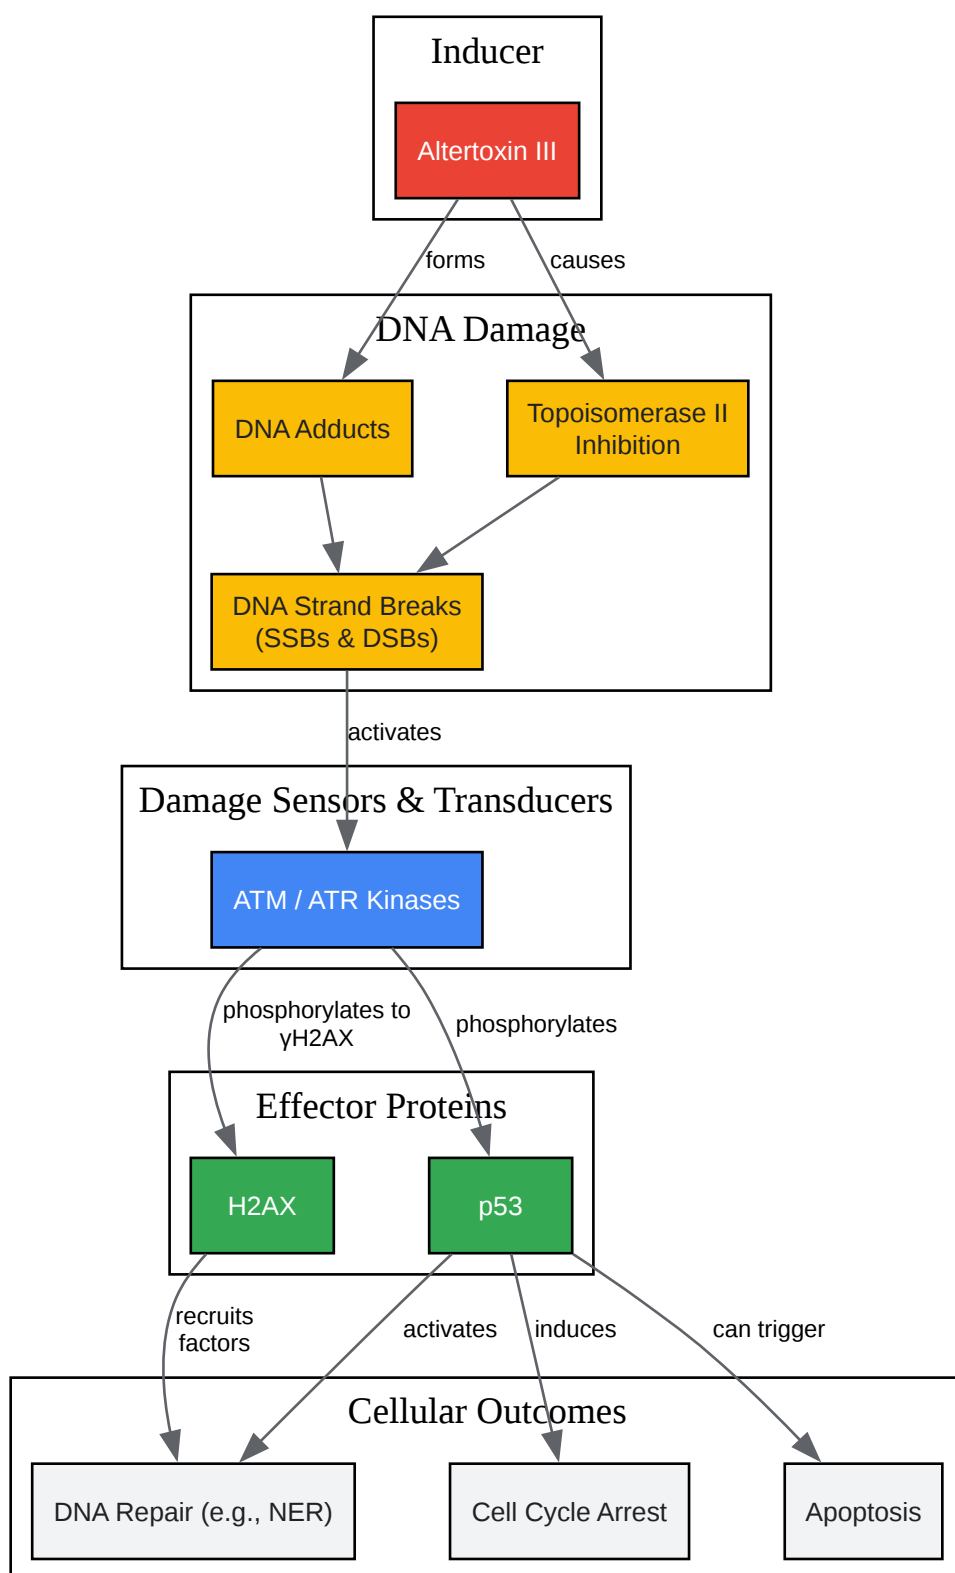 Inducer
Altertoxin III
forms
causes
DNA Damage
DNA Adducts
Topoisomerase II
Inhibition
DNA Strand Breaks
(SSBs & DSBs)
activates
Damage Sensors & Transducers
ATM / ATR Kinases
phosphorylates to
γH2AX
phosphorylates
Effector Proteins
H2AX
p53
recruits
factors
activates
induces
can trigger
Cellular Outcomes
DNA Repair (e.g., NER)
Cell Cycle Arrest
Apoptosis